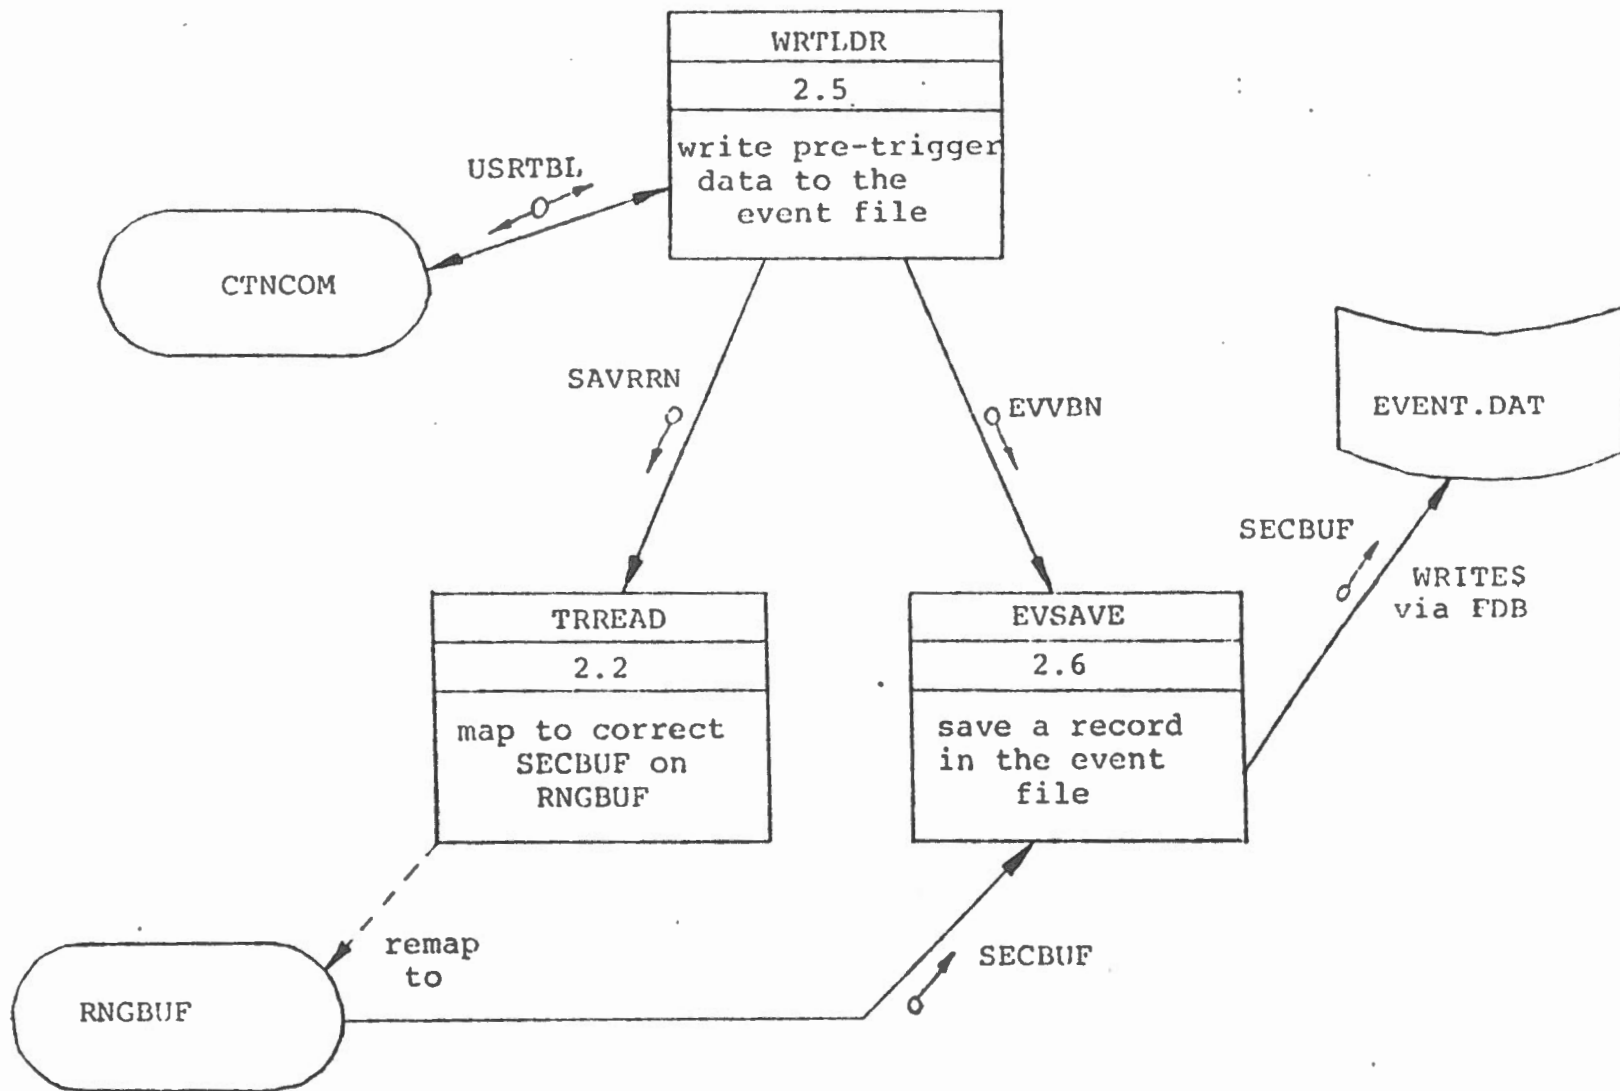 WRTLDR
2.5
write pre-trigger
data to the
event file
USRTBL
CTNCOM
SAVRRN
EVVBN
EVENT.DAT
SECBUF
WRITE$
via FDB
TRREAD
2.2
map to correct
SECBUF on
RNGBUF
EVSAVE
2.6
save a record
in the event
file
remap
to
SECBUF
RNGBUF